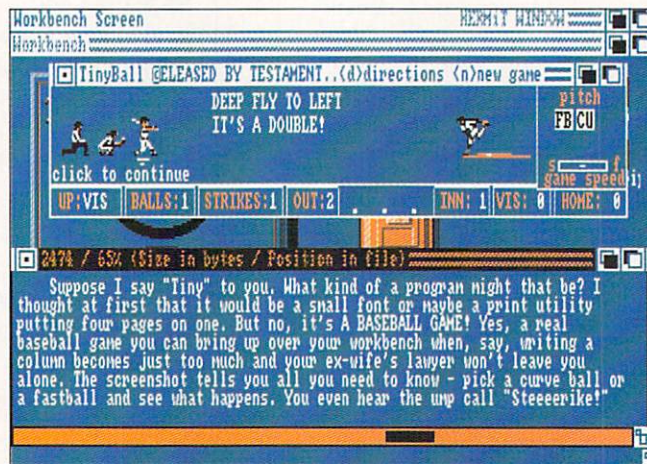 Workbench Screen HERMIT WINDOW
Workbench
TinyBall @ELEASED BY TESTAMENT..(d)directions (n)new game
DEEP FLY TO LEFT
IT'S A DOUBLE!
pitch
FB CU
click to continue
s f
game speed
UP:VIS BALLS:1 STRIKES:1 OUT:2 INN: 1 VIS: 0 HOME: 0
2474 / 65% (Size in bytes / Position in file)
Suppose I say "Tiny" to you. What kind of a program might that be? I
thought at first that it would be a small font or maybe a print utility
putting four pages on one. But no, it's A BASEBALL GAME! Yes, a real
baseball game you can bring up over your workbench when, say, writing a
column becomes just too much and your ex-wife's lawyer won't leave you
alone. The screenshot tells you all you need to know - pick a curve ball or
a fastball and see what happens. You even hear the ump call "Steeeerike!"